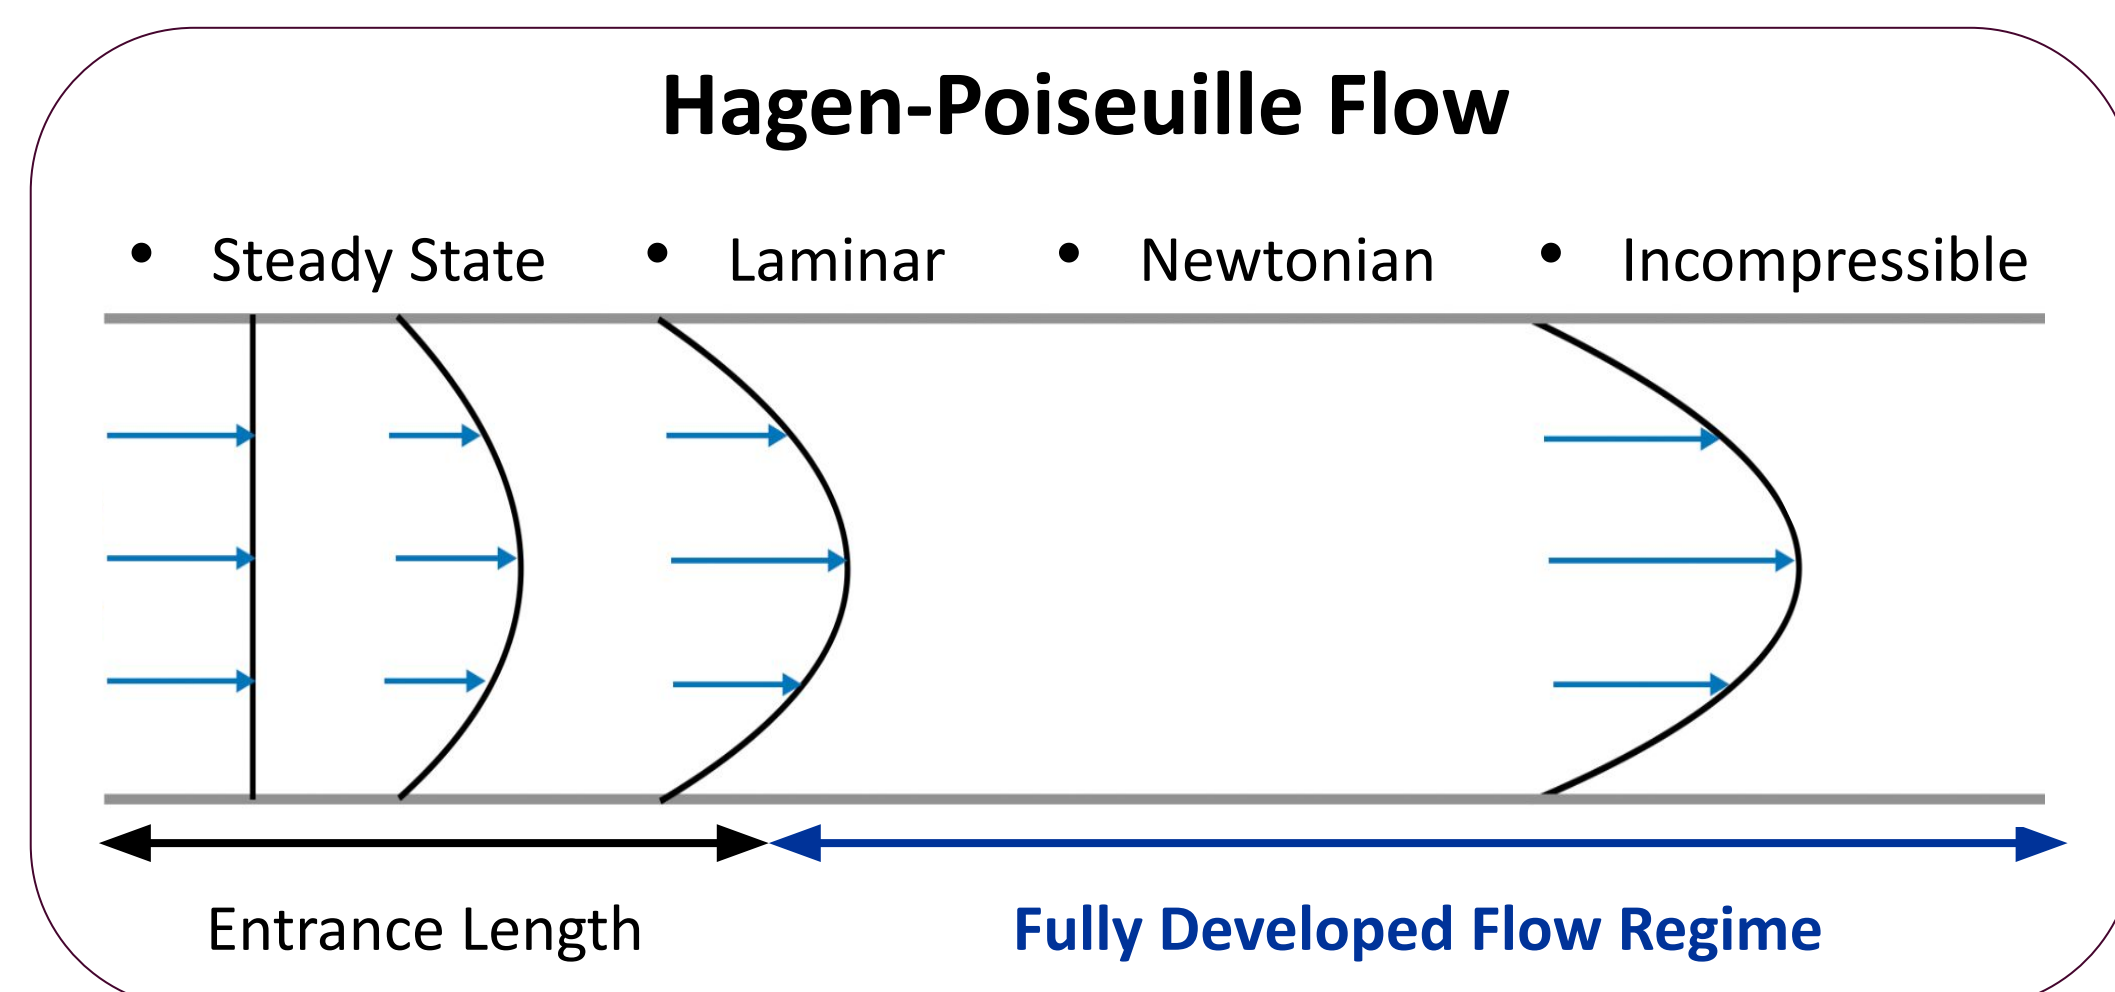 Hagen-Poiseuille Flow
• Steady State • Laminar • Newtonian • Incompressible
Entrance Length
Fully Developed Flow Regime